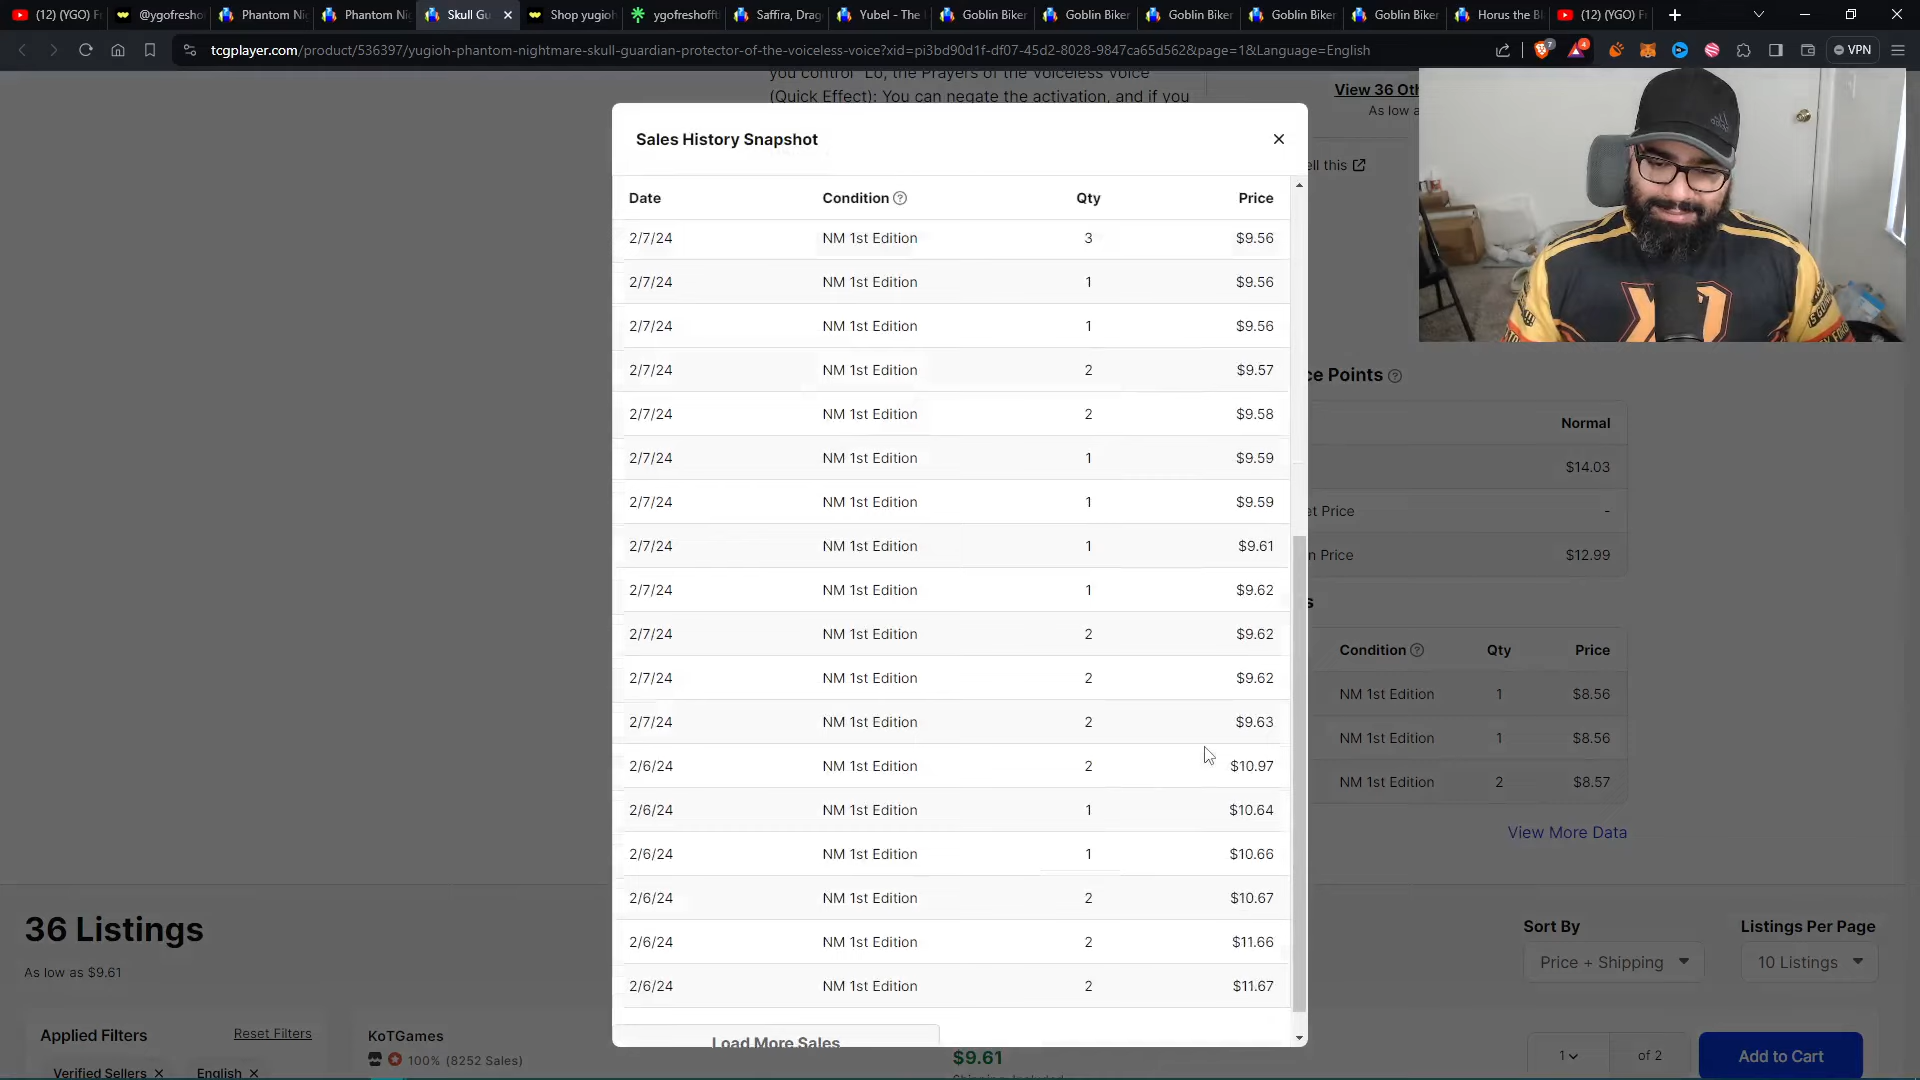 (12) (YGO) F
@ygofresho
Phantom Ni
Phantom Ni
Skull Gu
Shop yugioh
ygofreshoff
Saffira, Drag
Yubel - The
Goblin Biker
Goblin Biker
Goblin Biker
Goblin Biker
Goblin Biker
Horus the Bl
(12) (YGO) F
tcgplayer.com/product/536397/yugioh-phantom-nightmare-skull-guardian-protector-of-the-voiceless-voice?xid=pi3bd90d1f-df07-45d2-8028-9847ca65d562&page=1&Language=English
7
4
VPN
you control "Lo, the Prayers of the Voiceless Voice"
(Quick Effect): You can negate the activation, and if you
View 36 Oth
As low a
ell this
Sales History Snapshot
Date Condition Qty Price
2/7/24 NM 1st Edition 3 $9.56
2/7/24 NM 1st Edition 1 $9.56
2/7/24 NM 1st Edition 1 $9.56
2/7/24 NM 1st Edition 2 $9.57
2/7/24 NM 1st Edition 2 $9.58
2/7/24 NM 1st Edition 1 $9.59
2/7/24 NM 1st Edition 1 $9.59
2/7/24 NM 1st Edition 1 $9.61
2/7/24 NM 1st Edition 1 $9.62
2/7/24 NM 1st Edition 2 $9.62
2/7/24 NM 1st Edition 2 $9.62
2/7/24 NM 1st Edition 2 $9.63
2/6/24 NM 1st Edition 2 $10.97
2/6/24 NM 1st Edition 1 $10.64
2/6/24 NM 1st Edition 1 $10.66
2/6/24 NM 1st Edition 2 $10.67
2/6/24 NM 1st Edition 2 $11.66
2/6/24 NM 1st Edition 2 $11.67
Load More Sales
ce Points
Normal
$14.03
et Price -
n Price $12.99
s
Condition Qty Price
NM 1st Edition 1 $8.56
NM 1st Edition 1 $8.56
NM 1st Edition 2 $8.57
View More Data
36 Listings
As low as $9.61
Sort By
Price + Shipping
Listings Per Page
10 Listings
Applied Filters
Reset Filters
Verified Sellers
English
KoTGames
100% (8252 Sales)
$9.61
1
of 2
Add to Cart